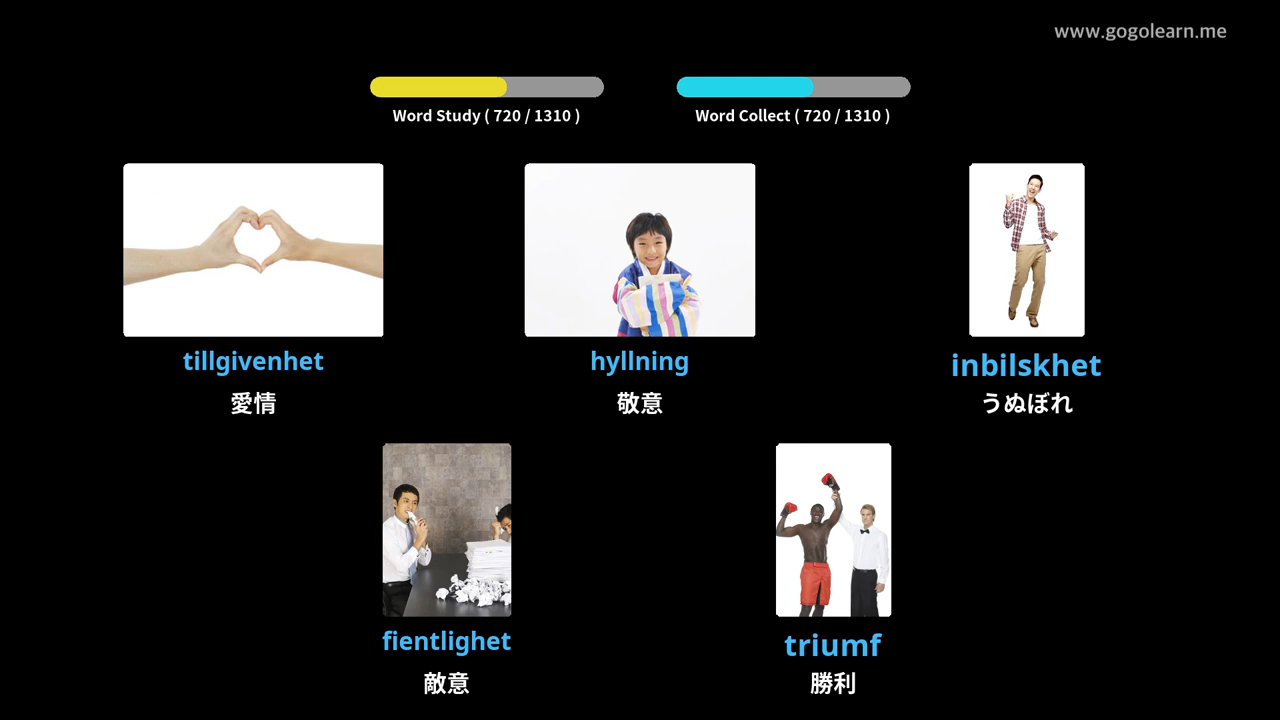 www.gogolearn.me
Word Study ( 720 / 1310 )
Word Collect ( 720 / 1310 )
tillgivenhet
愛情
hyllning
敬意
inbilskhet
うぬぼれ
fientlighet
敵意
triumf
勝利